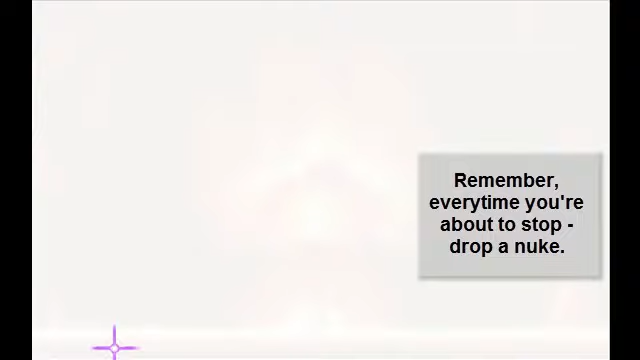 Remember,
everytime you're
about to stop -
drop a nuke.